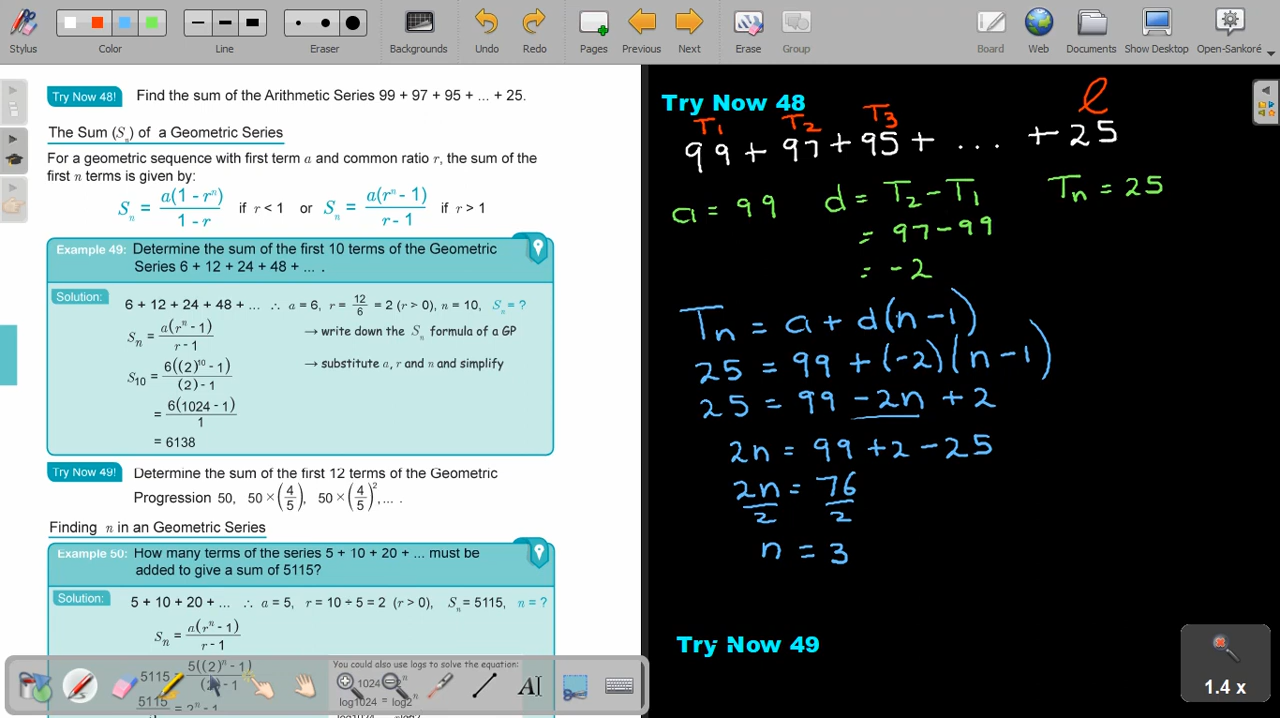 Stylus
Color
Line
Eraser
Backgrounds
Undo
Redo
Pages
Previous
Next
Erase
Group
Board
Web
Documents
Show Desktop
Open-Sankoré
Try Now 48! Find the sum of the Arithmetic Series 99 + 97 + 95 + ... + 25.
The Sum (Sₙ) of a Geometric Series
For a geometric sequence with first term a and common ratio r, the sum of the
first n terms is given by:
Sₙ = a(1 - rⁿ)/1 - r if r < 1 or Sₙ = a(rⁿ - 1)/r - 1 if r > 1
Example 49: Determine the sum of the first 10 terms of the Geometric
Series 6 + 12 + 24 + 48 + ... .
Solution:
6 + 12 + 24 + 48 + ... ∴ a = 6, r = 12/6 = 2 (r > 0), n = 10, Sₙ = ?
Sₙ = a(rⁿ - 1)/r - 1 → write down the Sₙ formula of a GP
S₁₀ = 6((2)¹⁰ - 1)/(2) - 1 → substitute a, r and n and simplify
= 6(1024 - 1)/1
= 6138
Try Now 49! Determine the sum of the first 12 terms of the Geometric
Progression 50, 50 × (4/5), 50 × (4/5)², ... .
Finding n in an Geometric Series
Example 50: How many terms of the series 5 + 10 + 20 + ... must be
added to give a sum of 5115?
Solution:
5 + 10 + 20 + ... ∴ a = 5, r = 10 ÷ 5 = 2 (r > 0), Sₙ = 5115, n = ?
Sₙ = a(rⁿ - 1)/r - 1
You could also use logs to solve the equation:
Try Now 48
T₁ T₂ T₃ l
99 + 97 + 95 + ... + 25
a = 99 d = T₂ - T₁ Tₙ = 25
= 97 - 99
= -2
Tₙ = a + d(n - 1)
25 = 99 + (-2)(n - 1)
25 = 99 - 2n + 2
2n = 99 + 2 - 25
2n/2 = 76/2
n = 3
Try Now 49
1.4 x